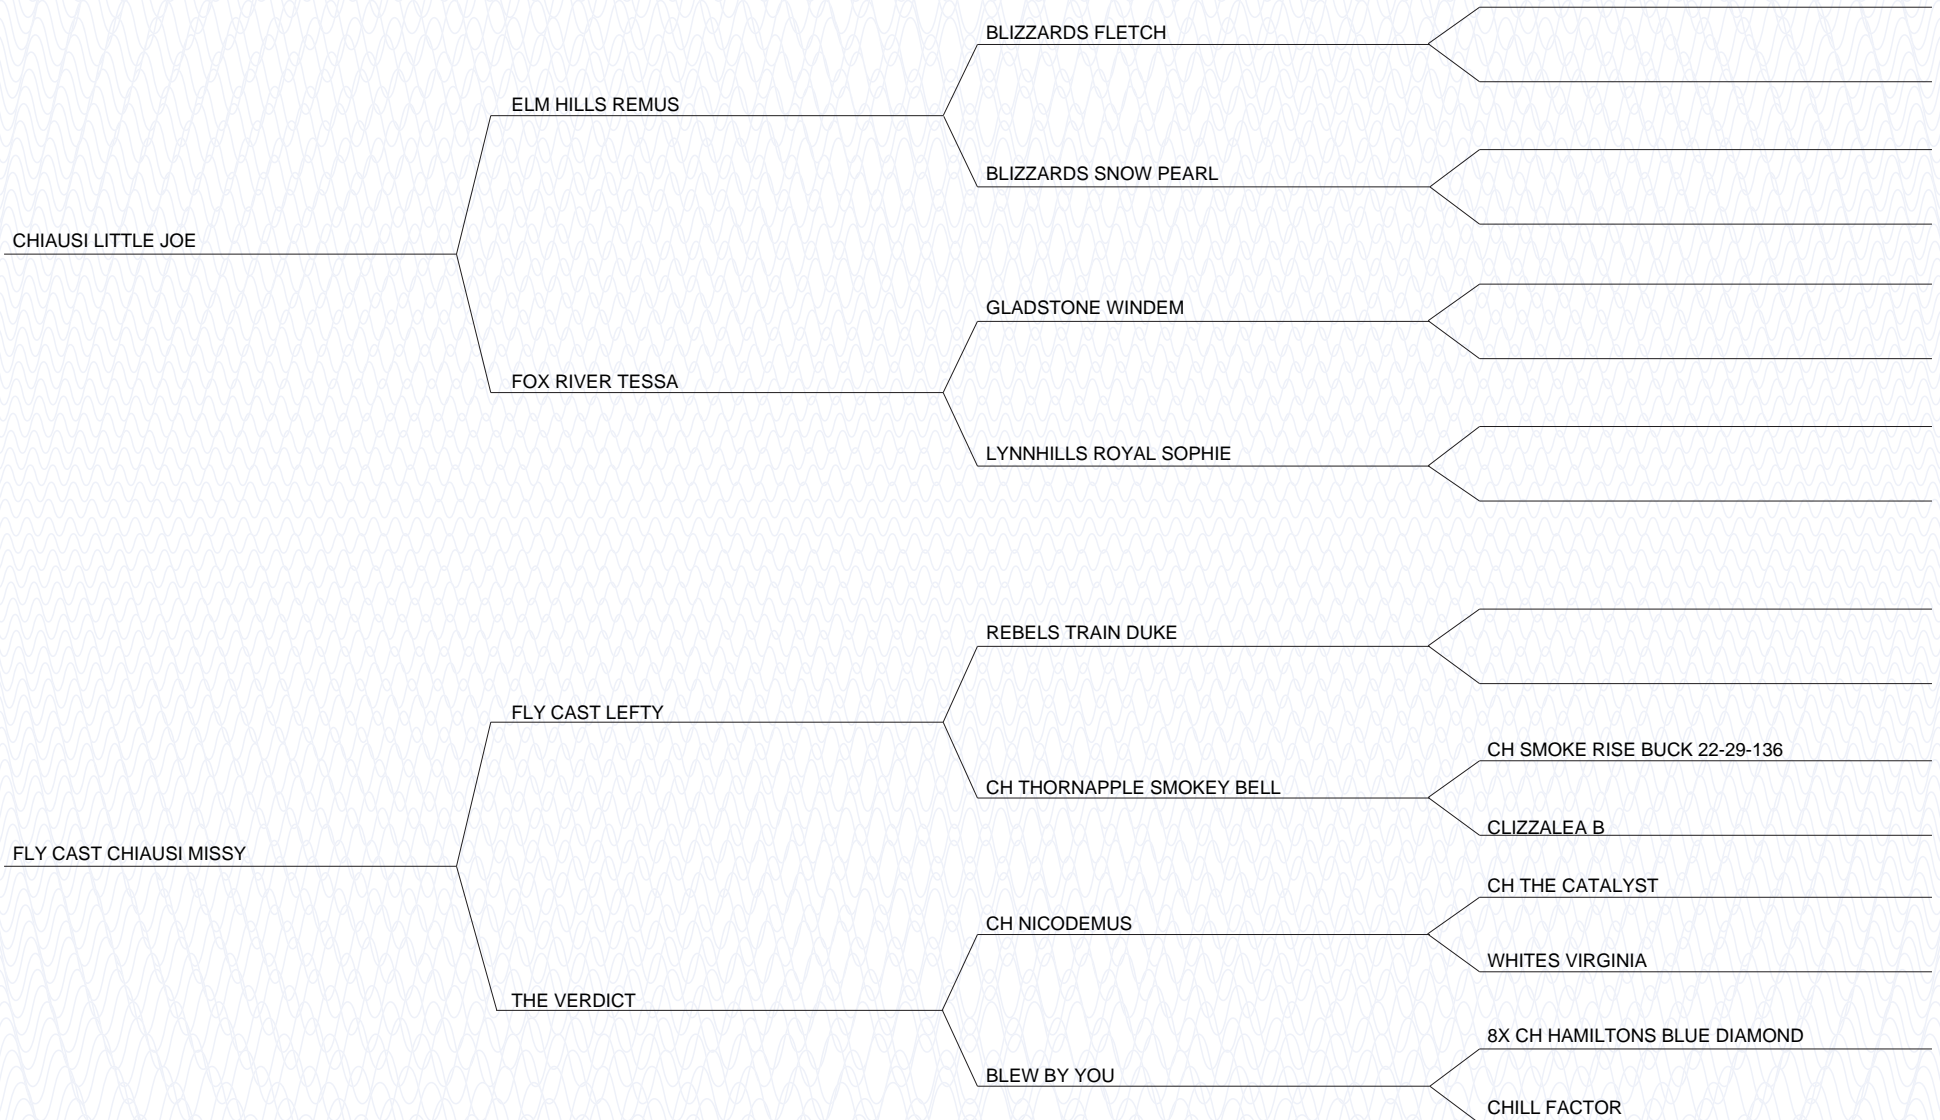 BLIZZARDS FLETCH
ELM HILLS REMUS
BLIZZARDS SNOW PEARL
CHIAUSI LITTLE JOE
GLADSTONE WINDEM
FOX RIVER TESSA
LYNNHILLS ROYAL SOPHIE
REBELS TRAIN DUKE
FLY CAST LEFTY
CH SMOKE RISE BUCK 22-29-136
CH THORNAPPLE SMOKEY BELL
CLIZZALEA B
FLY CAST CHIAUSI MISSY
CH THE CATALYST
CH NICODEMUS
WHITES VIRGINIA
THE VERDICT
8X CH HAMILTONS BLUE DIAMOND
BLEW BY YOU
CHILL FACTOR